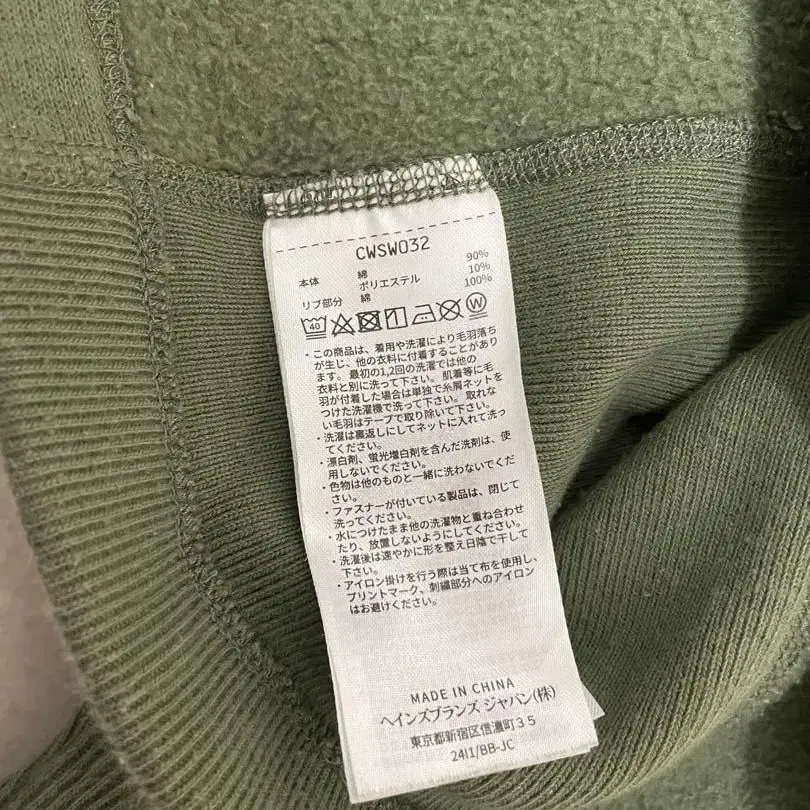 CWSW032
本体 綿 90%
ポリエステル 10%
リブ部分 綿 100%
40 W
・この商品は、着用や洗濯により毛羽落ち
が生じ、他の衣料に付着することがあり
ます。最初の1,2回の洗濯では他の
衣料と別に洗って下さい。肌着等に毛
羽が付着した場合は単独で糸屑ネットを
つけた洗濯機で洗って下さい。取れな
い毛羽はテープで取り除いて下さい。
・洗濯は裏返しにしてネットに入れて洗っ
てください。
・漂白剤、蛍光増白剤を含んだ洗剤は、使
用しないでください。
・色物は他のものと一緒に洗わないでくだ
さい。
・ファスナーが付いている製品は、閉じて
洗ってください。
・水につけたまま他の洗濯物と重ね合わせ
たり、放置しないようにしてください。
・洗濯後は速やかに形を整え日陰で干して
下さい。
・アイロン掛けを行う際は当て布を使用し、
プリントマーク、刺繍部分へのアイロン
はお避けください。
MADE IN CHINA
ヘインズブランズ ジャパン(株)
東京都新宿区信濃町35
24I1/BB-JC